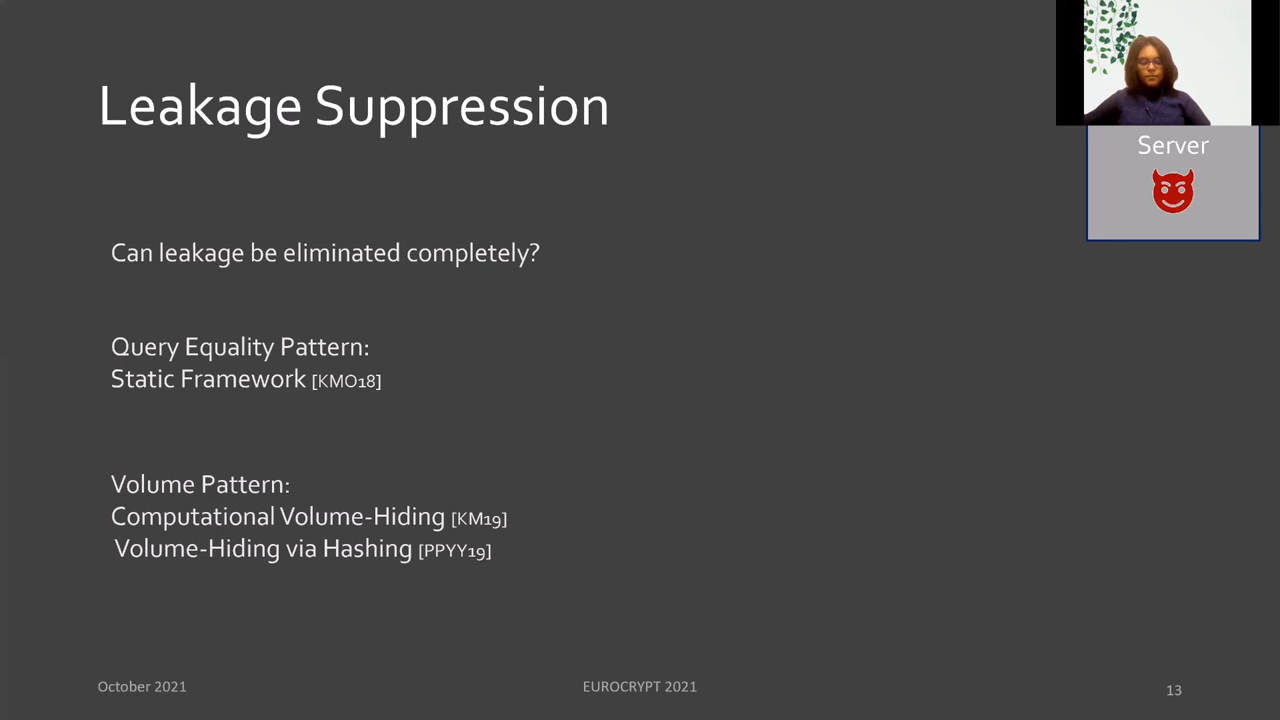 Leakage Suppression
Server
Can leakage be eliminated completely?
Query Equality Pattern:
Static Framework [KMO18]
Volume Pattern:
Computational Volume-Hiding [KM19]
Volume-Hiding via Hashing [PPYY19]
October 2021
EUROCRYPT 2021
13